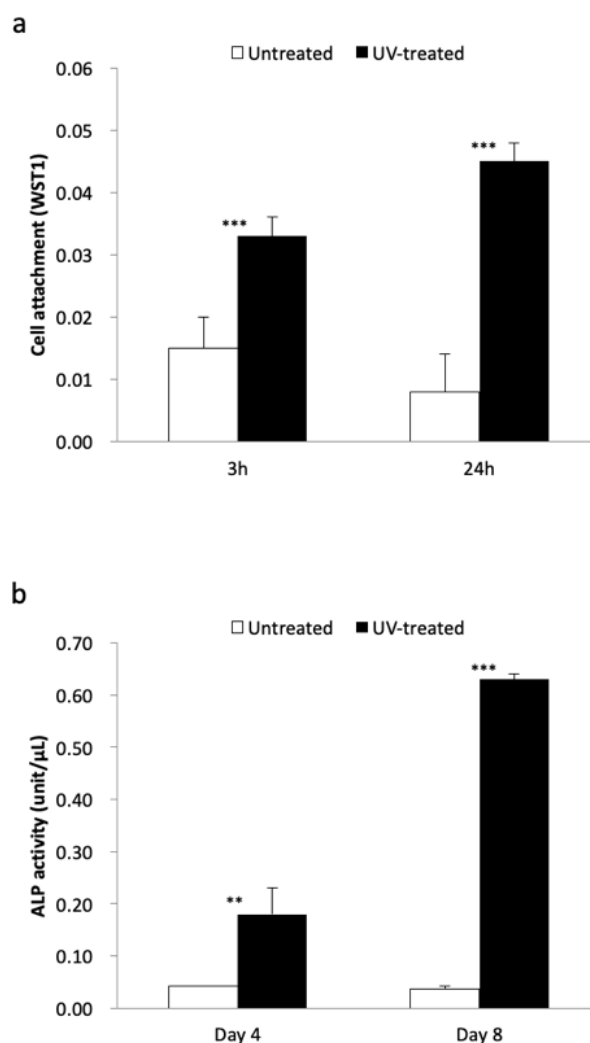 a
Untreated UV-treated
0.06
0.05
0.04
0.03
0.02
0.01
0.00
Cell attachment (WST1)
***
***
3h 24h
b
Untreated UV-treated
0.70
0.60
0.50
0.40
0.30
0.20
0.10
0.00
ALP activity (unit/μL)
**
***
Day 4 Day 8